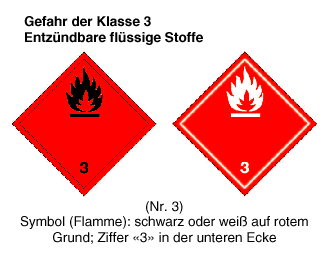 Gefahr der Klasse 3
Entzündbare flüssige Stoffe
3
3
(Nr. 3)
Symbol (Flamme): schwarz oder weiß auf rotem
Grund; Ziffer «3» in der unteren Ecke